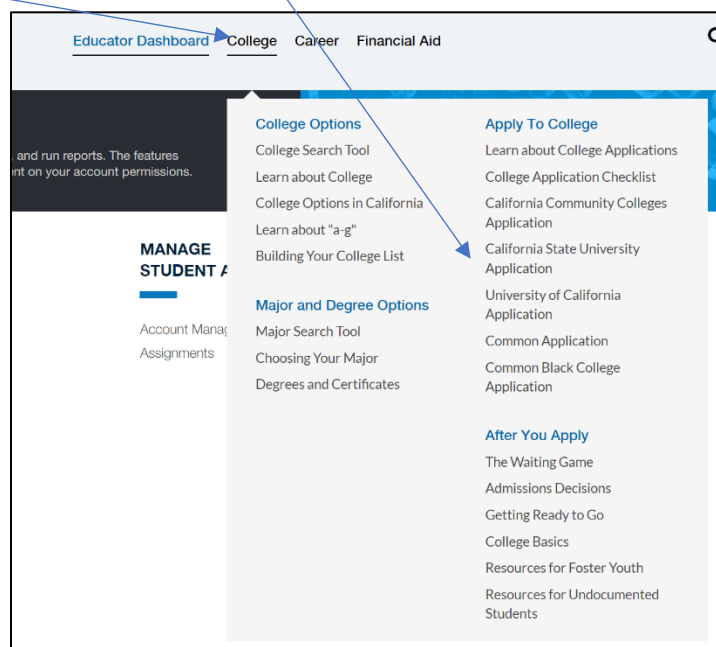 Educator Dashboard College Career Financial Aid
, and run reports. The features
nt on your account permissions.
MANAGE
STUDENT A
Account Manag
Assignments
College Options
College Search Tool
Learn about College
College Options in California
Learn about "a-g"
Building Your College List
Major and Degree Options
Major Search Tool
Choosing Your Major
Degrees and Certificates
Apply To College
Learn about College Applications
College Application Checklist
California Community Colleges
Application
California State University
Application
University of California
Application
Common Application
Common Black College
Application
After You Apply
The Waiting Game
Admissions Decisions
Getting Ready to Go
College Basics
Resources for Foster Youth
Resources for Undocumented
Students